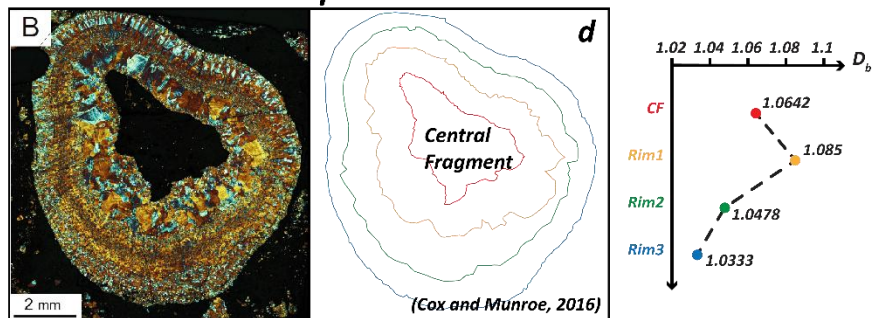 B
2 mm
d
Central
Fragment
(Cox and Munroe, 2016)
1.02 1.04 1.06 1.08 1.1
D_b
CF
1.0642
Rim1
1.085
Rim2
1.0478
Rim3
1.0333